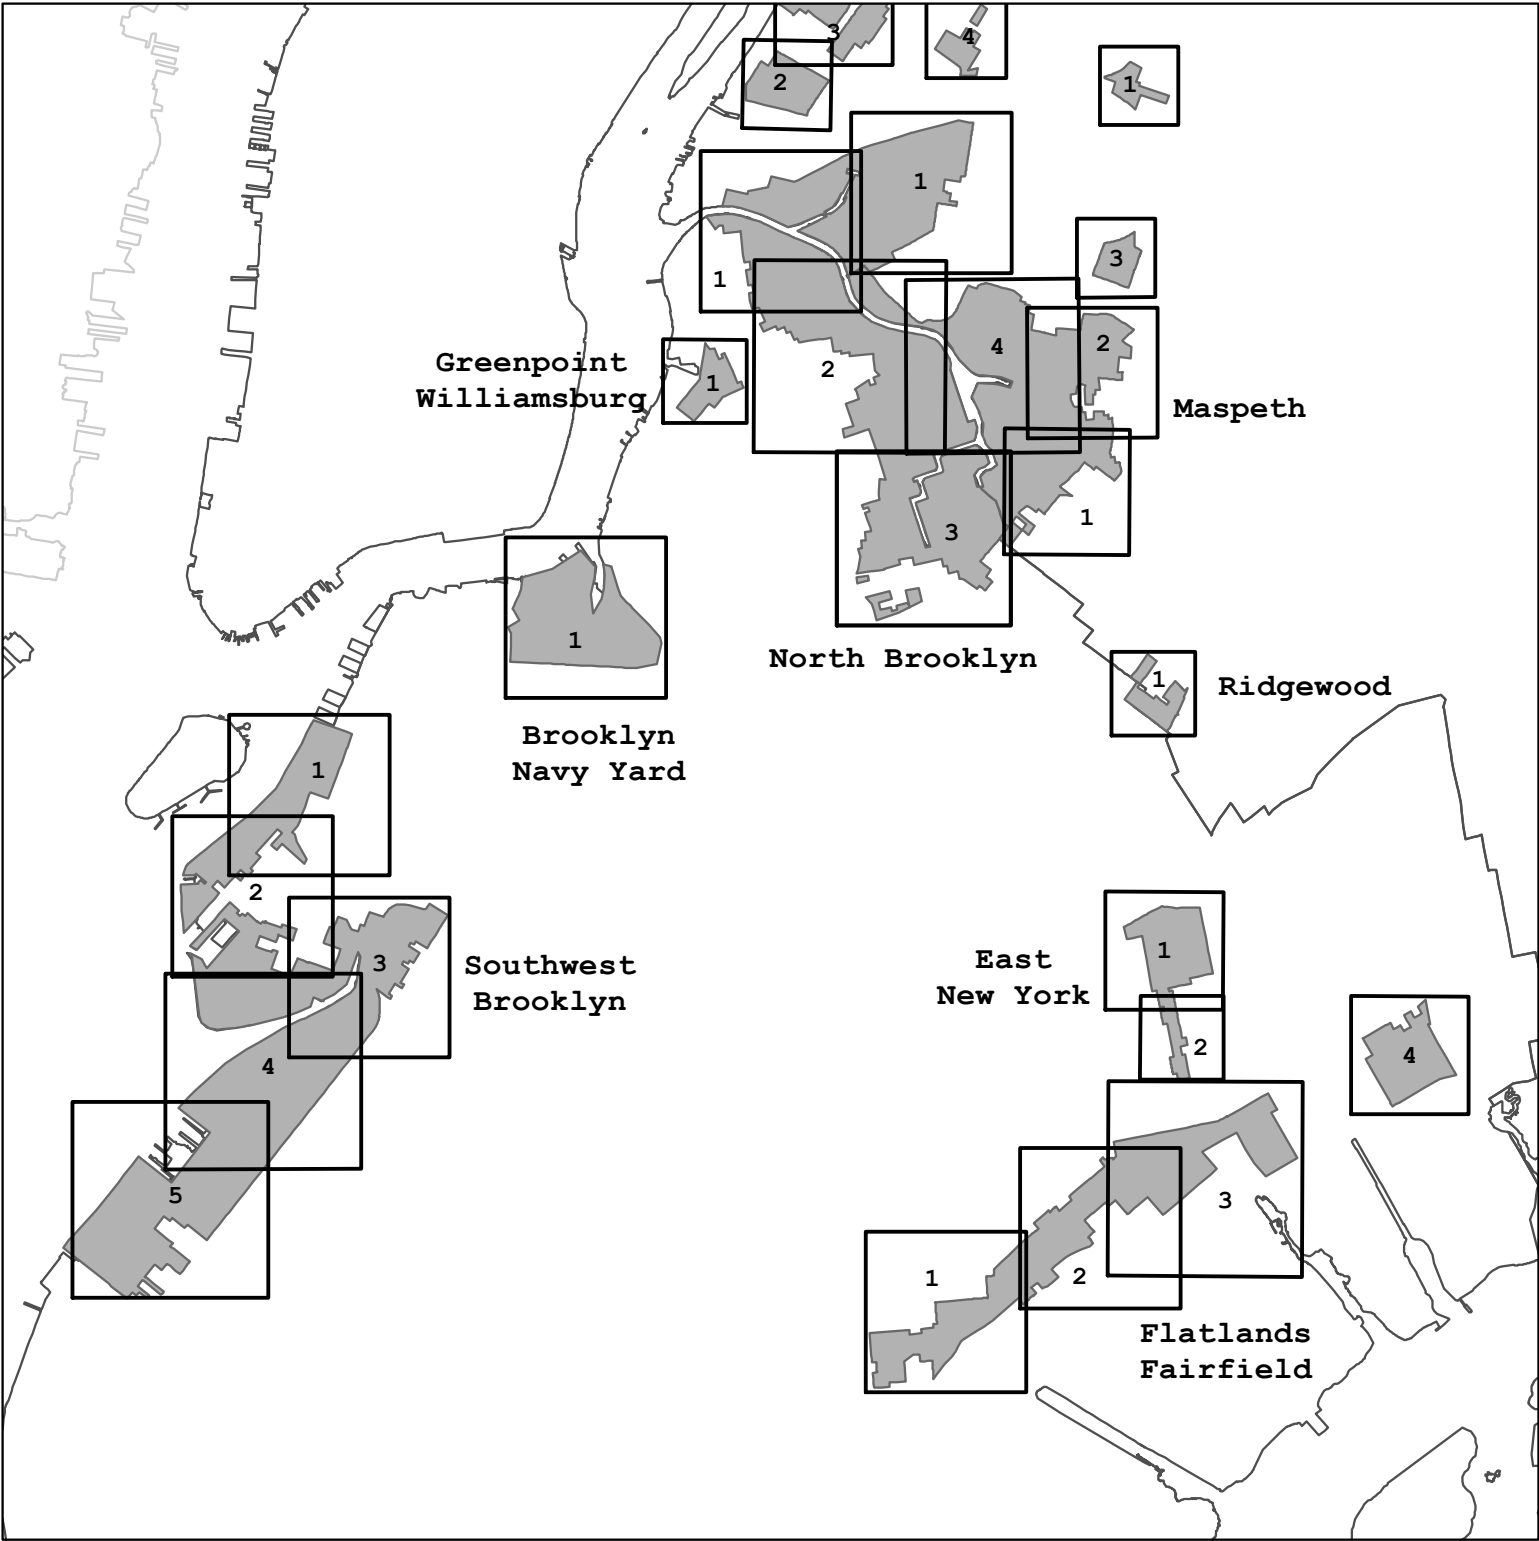 3
4
2
1
1
1
3
2
4
2
Greenpoint
Williamsburg
1
Maspeth
1
3
1
North Brooklyn
1
Ridgewood
Brooklyn
Navy Yard
1
2
3
Southwest
Brooklyn
1
East
New York
2
4
4
5
3
1
2
Flatlands
Fairfield